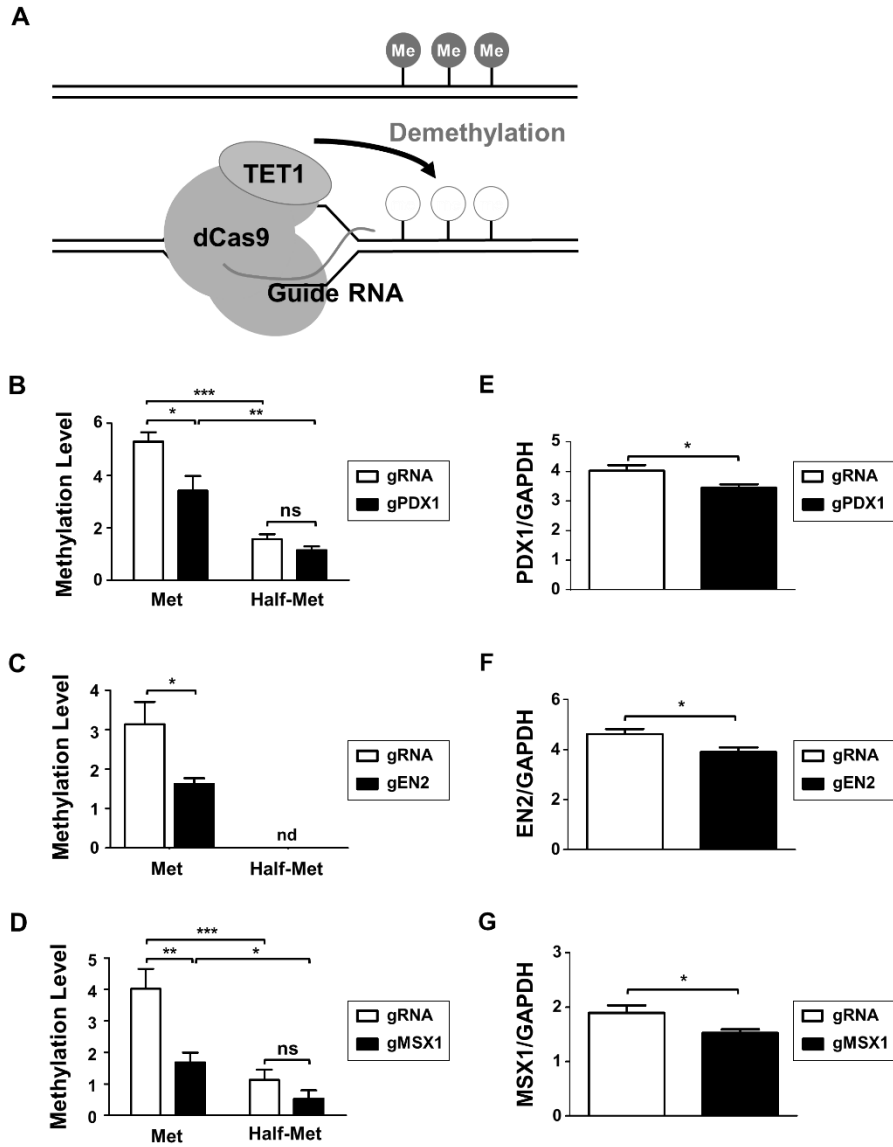 A
Me Me Me
Demethylation
TET1
dCas9
Guide RNA
B
Methylation Level
6
4
2
0
***
*
**
ns
Met
Half-Met
gRNA
gPDX1
E
PDX1/GAPDH
5
4
3
2
1
0
*
gRNA
gPDX1
C
Methylation Level
4
3
2
1
0
*
nd
Met
Half-Met
gRNA
gEN2
F
EN2/GAPDH
6
4
2
0
*
gRNA
gEN2
D
Methylation Level
5
4
3
2
1
0
***
**
*
ns
Met
Half-Met
gRNA
gMSX1
G
MSX1/GAPDH
3
2
1
0
*
gRNA
gMSX1